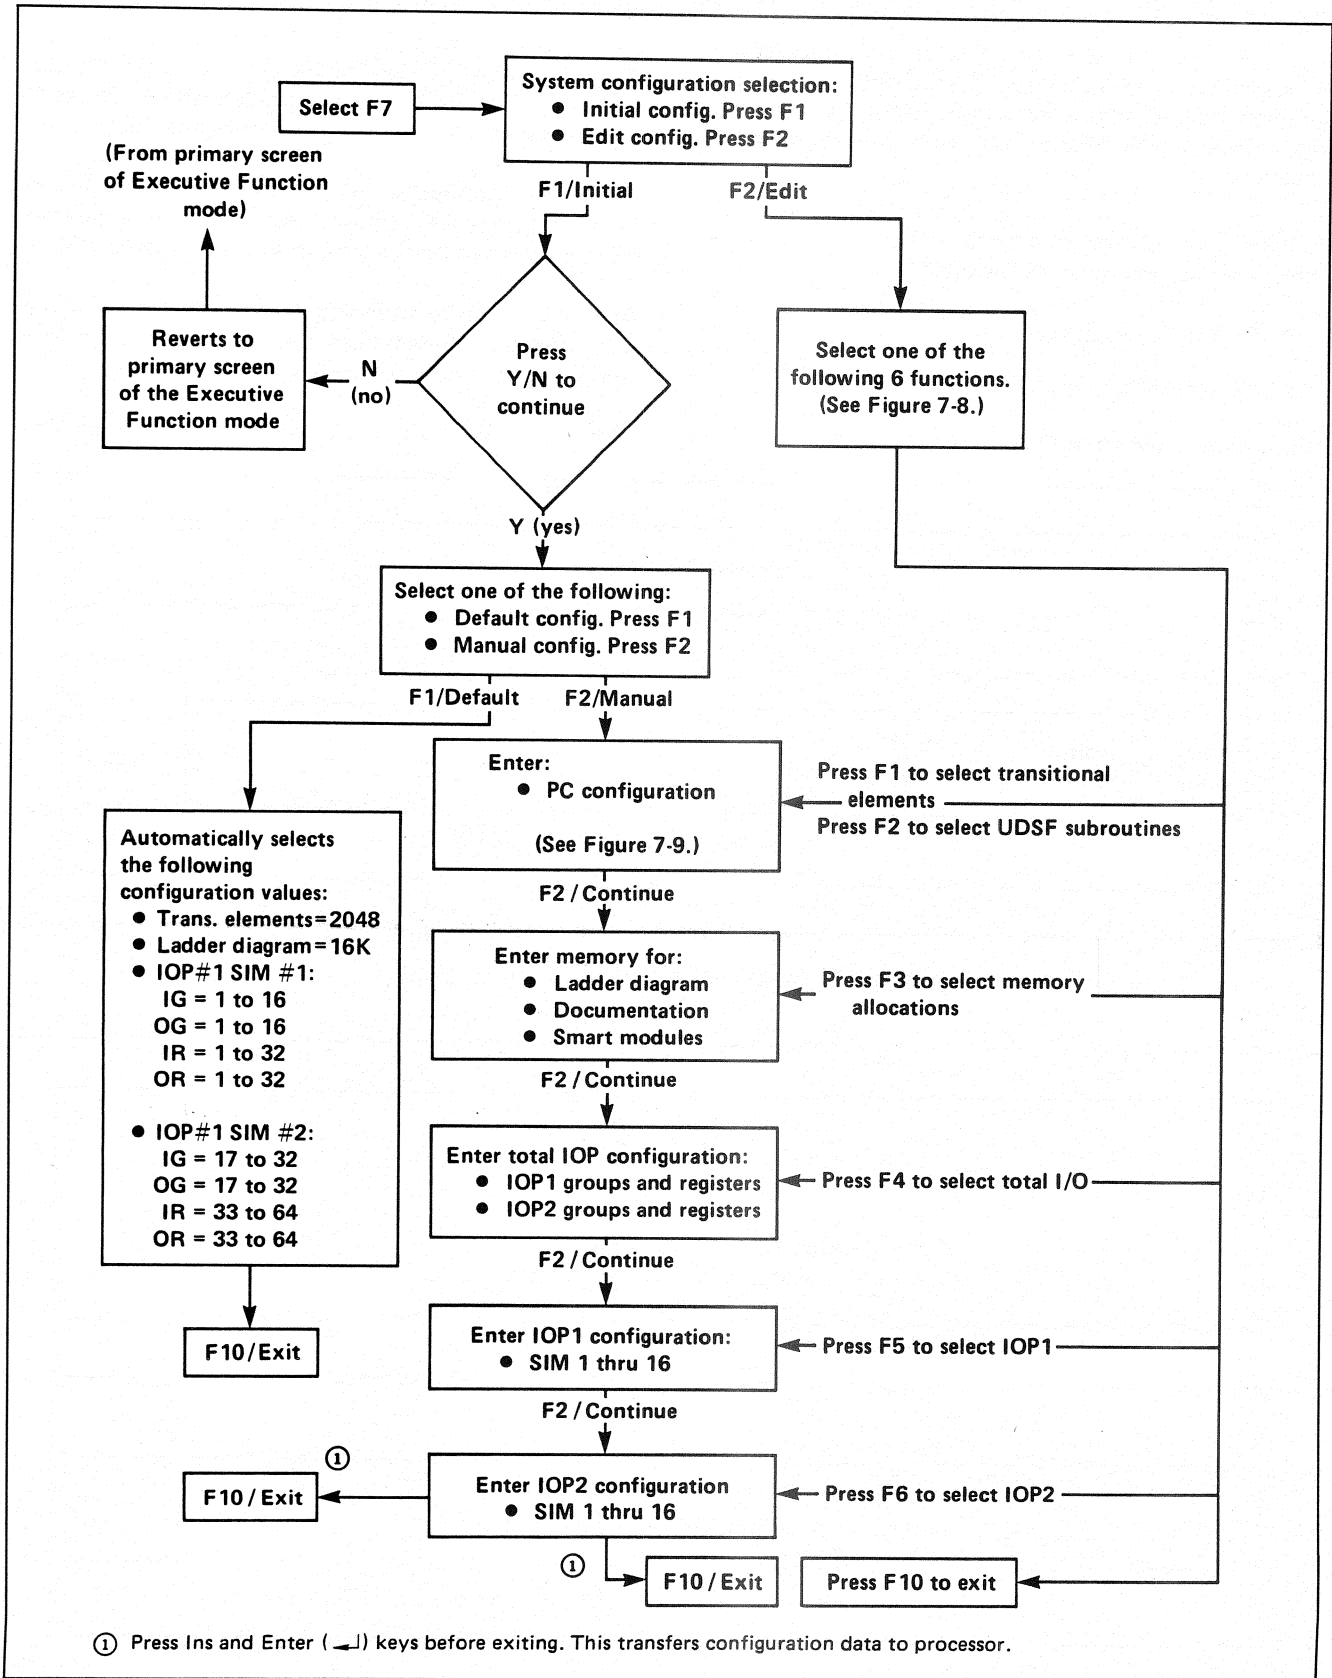 Select F7
System configuration selection:
● Initial config. Press F1
● Edit config. Press F2
(From primary screen
of Executive Function
mode)
F1/Initial
F2/Edit
Reverts to
primary screen
of the Executive
Function mode
N
(no)
Press
Y/N to
continue
Select one of the
following 6 functions.
(See Figure 7-8.)
Y (yes)
Select one of the following:
● Default config. Press F1
● Manual config. Press F2
F1/Default
F2/Manual
Enter:
● PC configuration
(See Figure 7-9.)
Press F1 to select transitional
elements
Press F2 to select UDSF subroutines
Automatically selects
the following
configuration values:
● Trans. elements=2048
● Ladder diagram=16K
● IOP#1 SIM #1:
IG = 1 to 16
OG = 1 to 16
IR = 1 to 32
OR = 1 to 32
● IOP#1 SIM #2:
IG = 17 to 32
OG = 17 to 32
IR = 33 to 64
OR = 33 to 64
F10/Exit
F2/Continue
Enter memory for:
● Ladder diagram
● Documentation
● Smart modules
Press F3 to select memory
allocations
F2/Continue
Enter total IOP configuration:
● IOP1 groups and registers
● IOP2 groups and registers
Press F4 to select total I/O
F2/Continue
Enter IOP1 configuration:
● SIM 1 thru 16
Press F5 to select IOP1
F2/Continue
①
F10/Exit
Enter IOP2 configuration
● SIM 1 thru 16
Press F6 to select IOP2
①
F10/Exit
Press F10 to exit
① Press Ins and Enter (↵) keys before exiting. This transfers configuration data to processor.